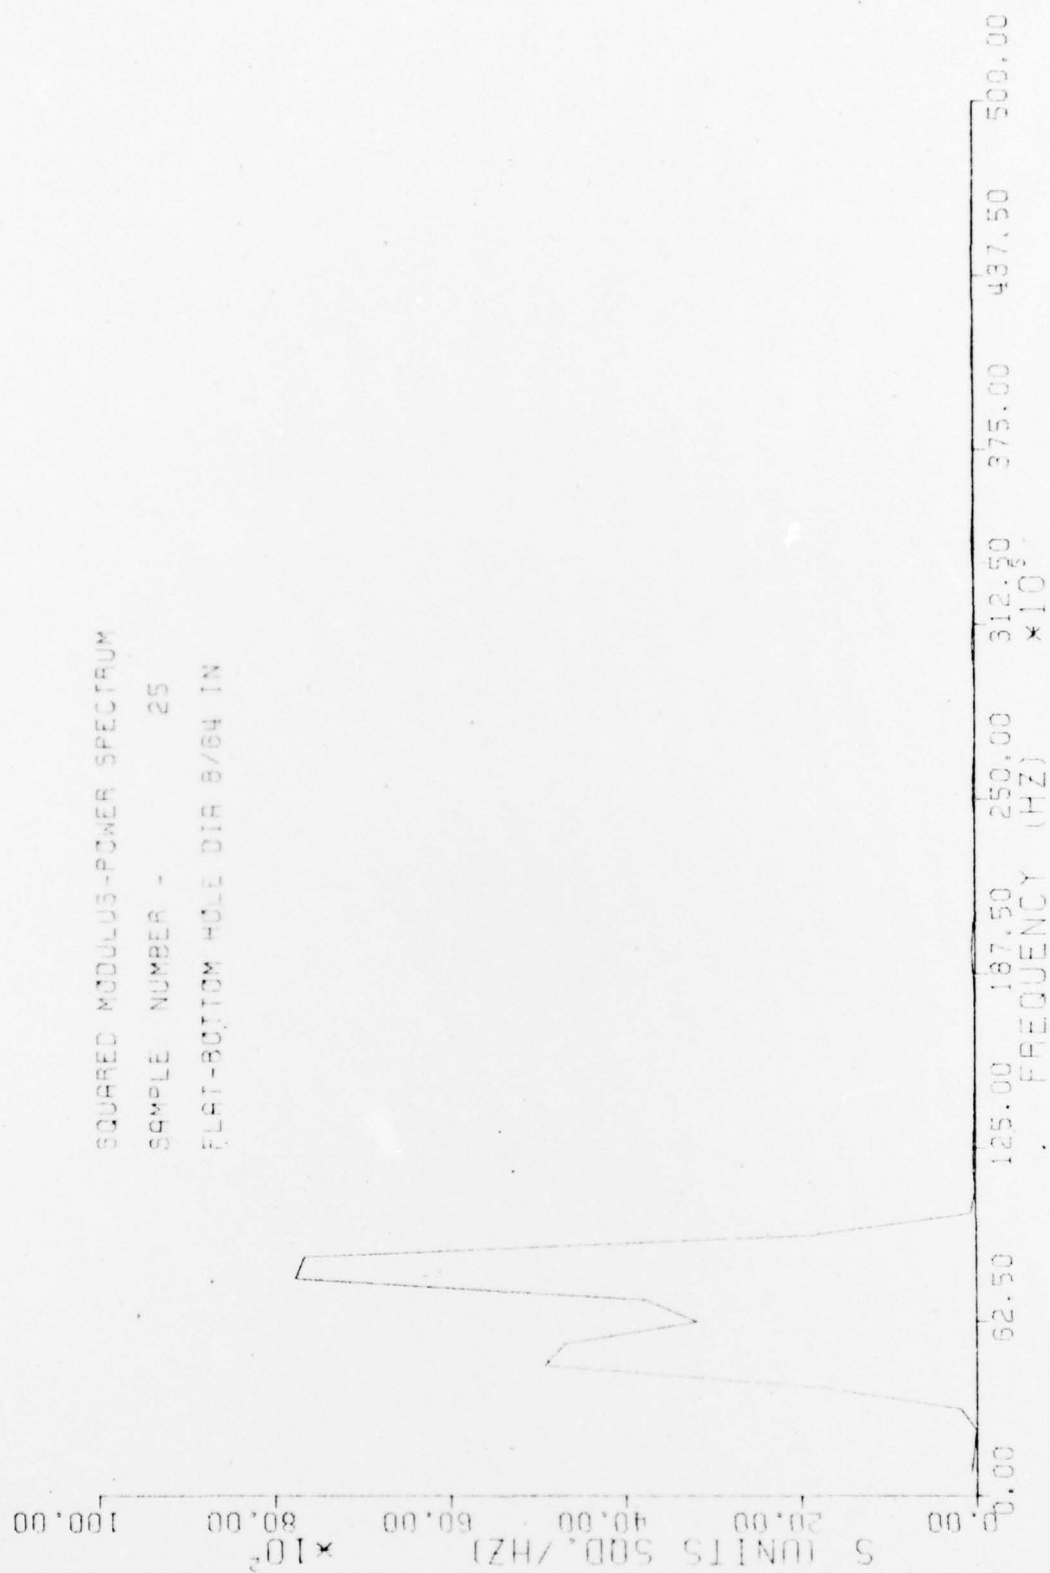 SQUARED MODULUS-POWER SPECTRUM
SAMPLE NUMBER - 25
FLAT-BOTTOM HOLE DIA 8/64 IN
S (UNITS SQD./HZ) *10²
100.00
80.00
60.00
40.00
20.00
0.00
0.00 62.50 125.00 187.50 250.00 312.50 375.00 437.50 500.00
FREQUENCY (HZ) *10⁵